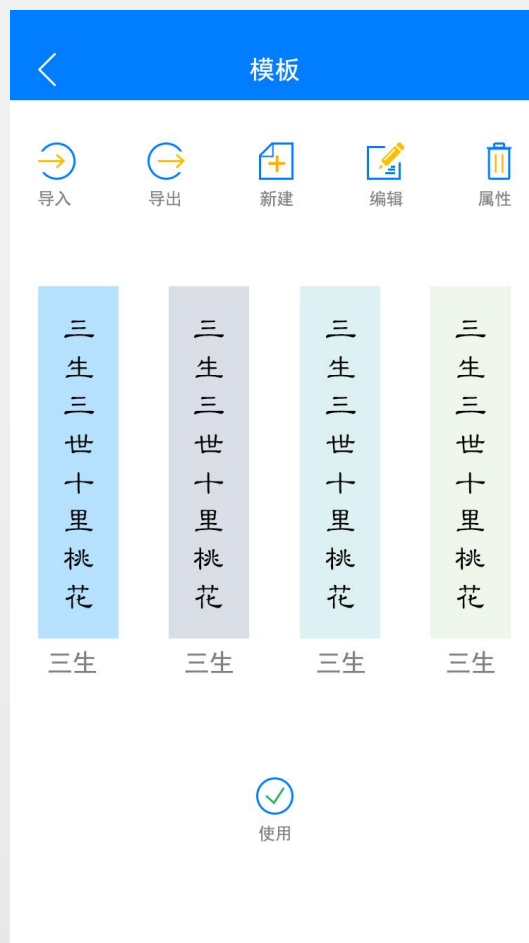 模板
导入
导出
新建
编辑
属性
三生三世十里桃花
三生三世十里桃花
三生三世十里桃花
三生三世十里桃花
三生
三生
三生
三生
使用